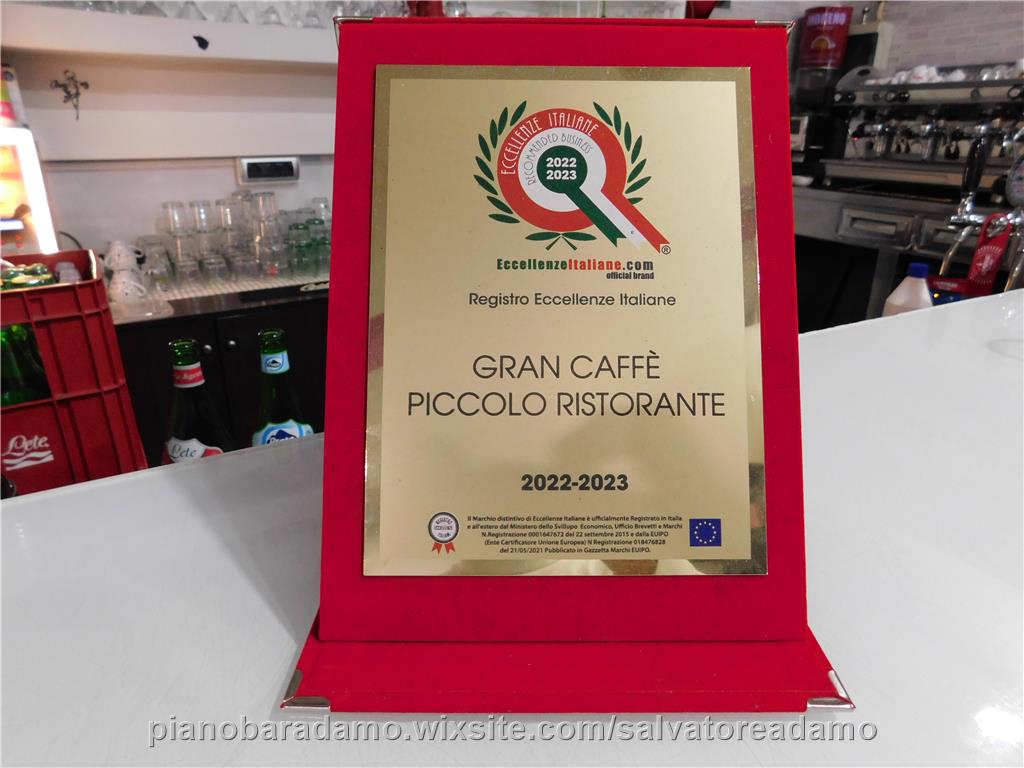 ECCELLENZE ITALIANE
RECOMMENDED BUSINESS
2022
2023
®
EccellenzeItaliane.com
official brand
Registro Eccellenze Italiane
GRAN CAFFÈ
PICCOLO RISTORANTE
2022-2023
Il Marchio distintivo di Eccellenze Italiane è ufficialmente Registrato in Italia
e all'estero dal Ministero dello Sviluppo Economico, Ufficio Brevetti e Marchi
N.Registrazione 0001647672 del 22 settembre 2015 e dalla EUIPO
(Ente Certificatore Unione Europea) N Registrazione 018476828
del 21/05/2021 Pubblicato in Gazzetta Marchi EUIPO.
Lete
Lete
pianobaradamo.wixsite.com/salvatoreadamo